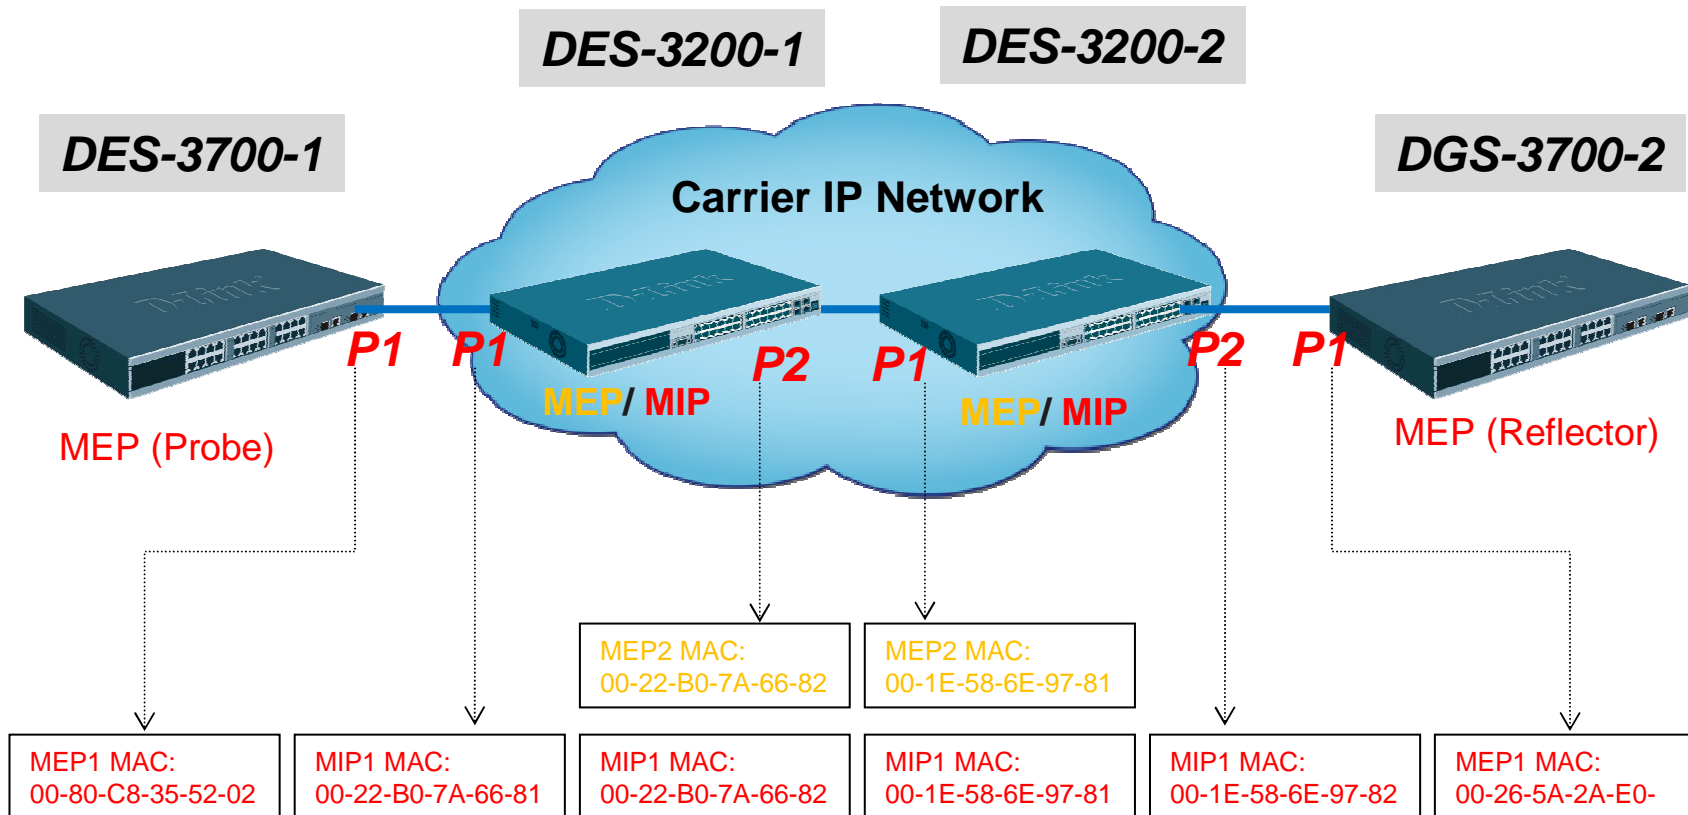 DES-3200-1
DES-3200-2
DES-3700-1
DGS-3700-2
Carrier IP Network
D-Link
D-Link
D-Link
D-Link
P1
P1
P2
P1
P2
P1
MEP/ MIP
MEP/ MIP
MEP (Probe)
MEP (Reflector)
MEP2 MAC:
00-22-B0-7A-66-82
MEP2 MAC:
00-1E-58-6E-97-81
MEP1 MAC:
00-80-C8-35-52-02
MIP1 MAC:
00-22-B0-7A-66-81
MIP1 MAC:
00-22-B0-7A-66-82
MIP1 MAC:
00-1E-58-6E-97-81
MIP1 MAC:
00-1E-58-6E-97-82
MEP1 MAC:
00-26-5A-2A-E0-